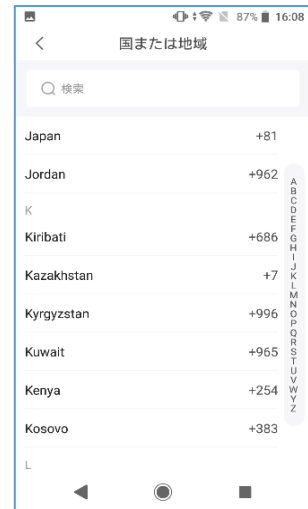 87% 16:08
国または地域
検索
Japan +81
Jordan +962
K
Kiribati +686
Kazakhstan +7
Kyrgyzstan +996
Kuwait +965
Kenya +254
Kosovo +383
L
A
B
C
D
E
F
G
H
I
J
K
L
M
N
O
P
Q
R
S
T
U
V
W
Y
Z